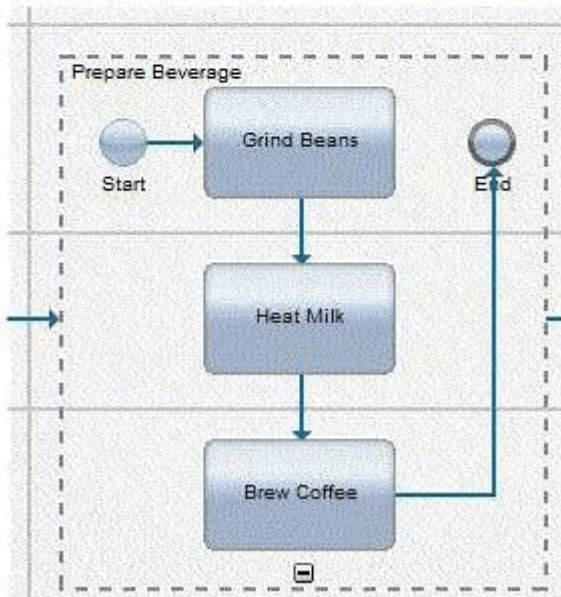 Prepare Beverage
Grind Beans
Start
End
Heat Milk
Brew Coffee